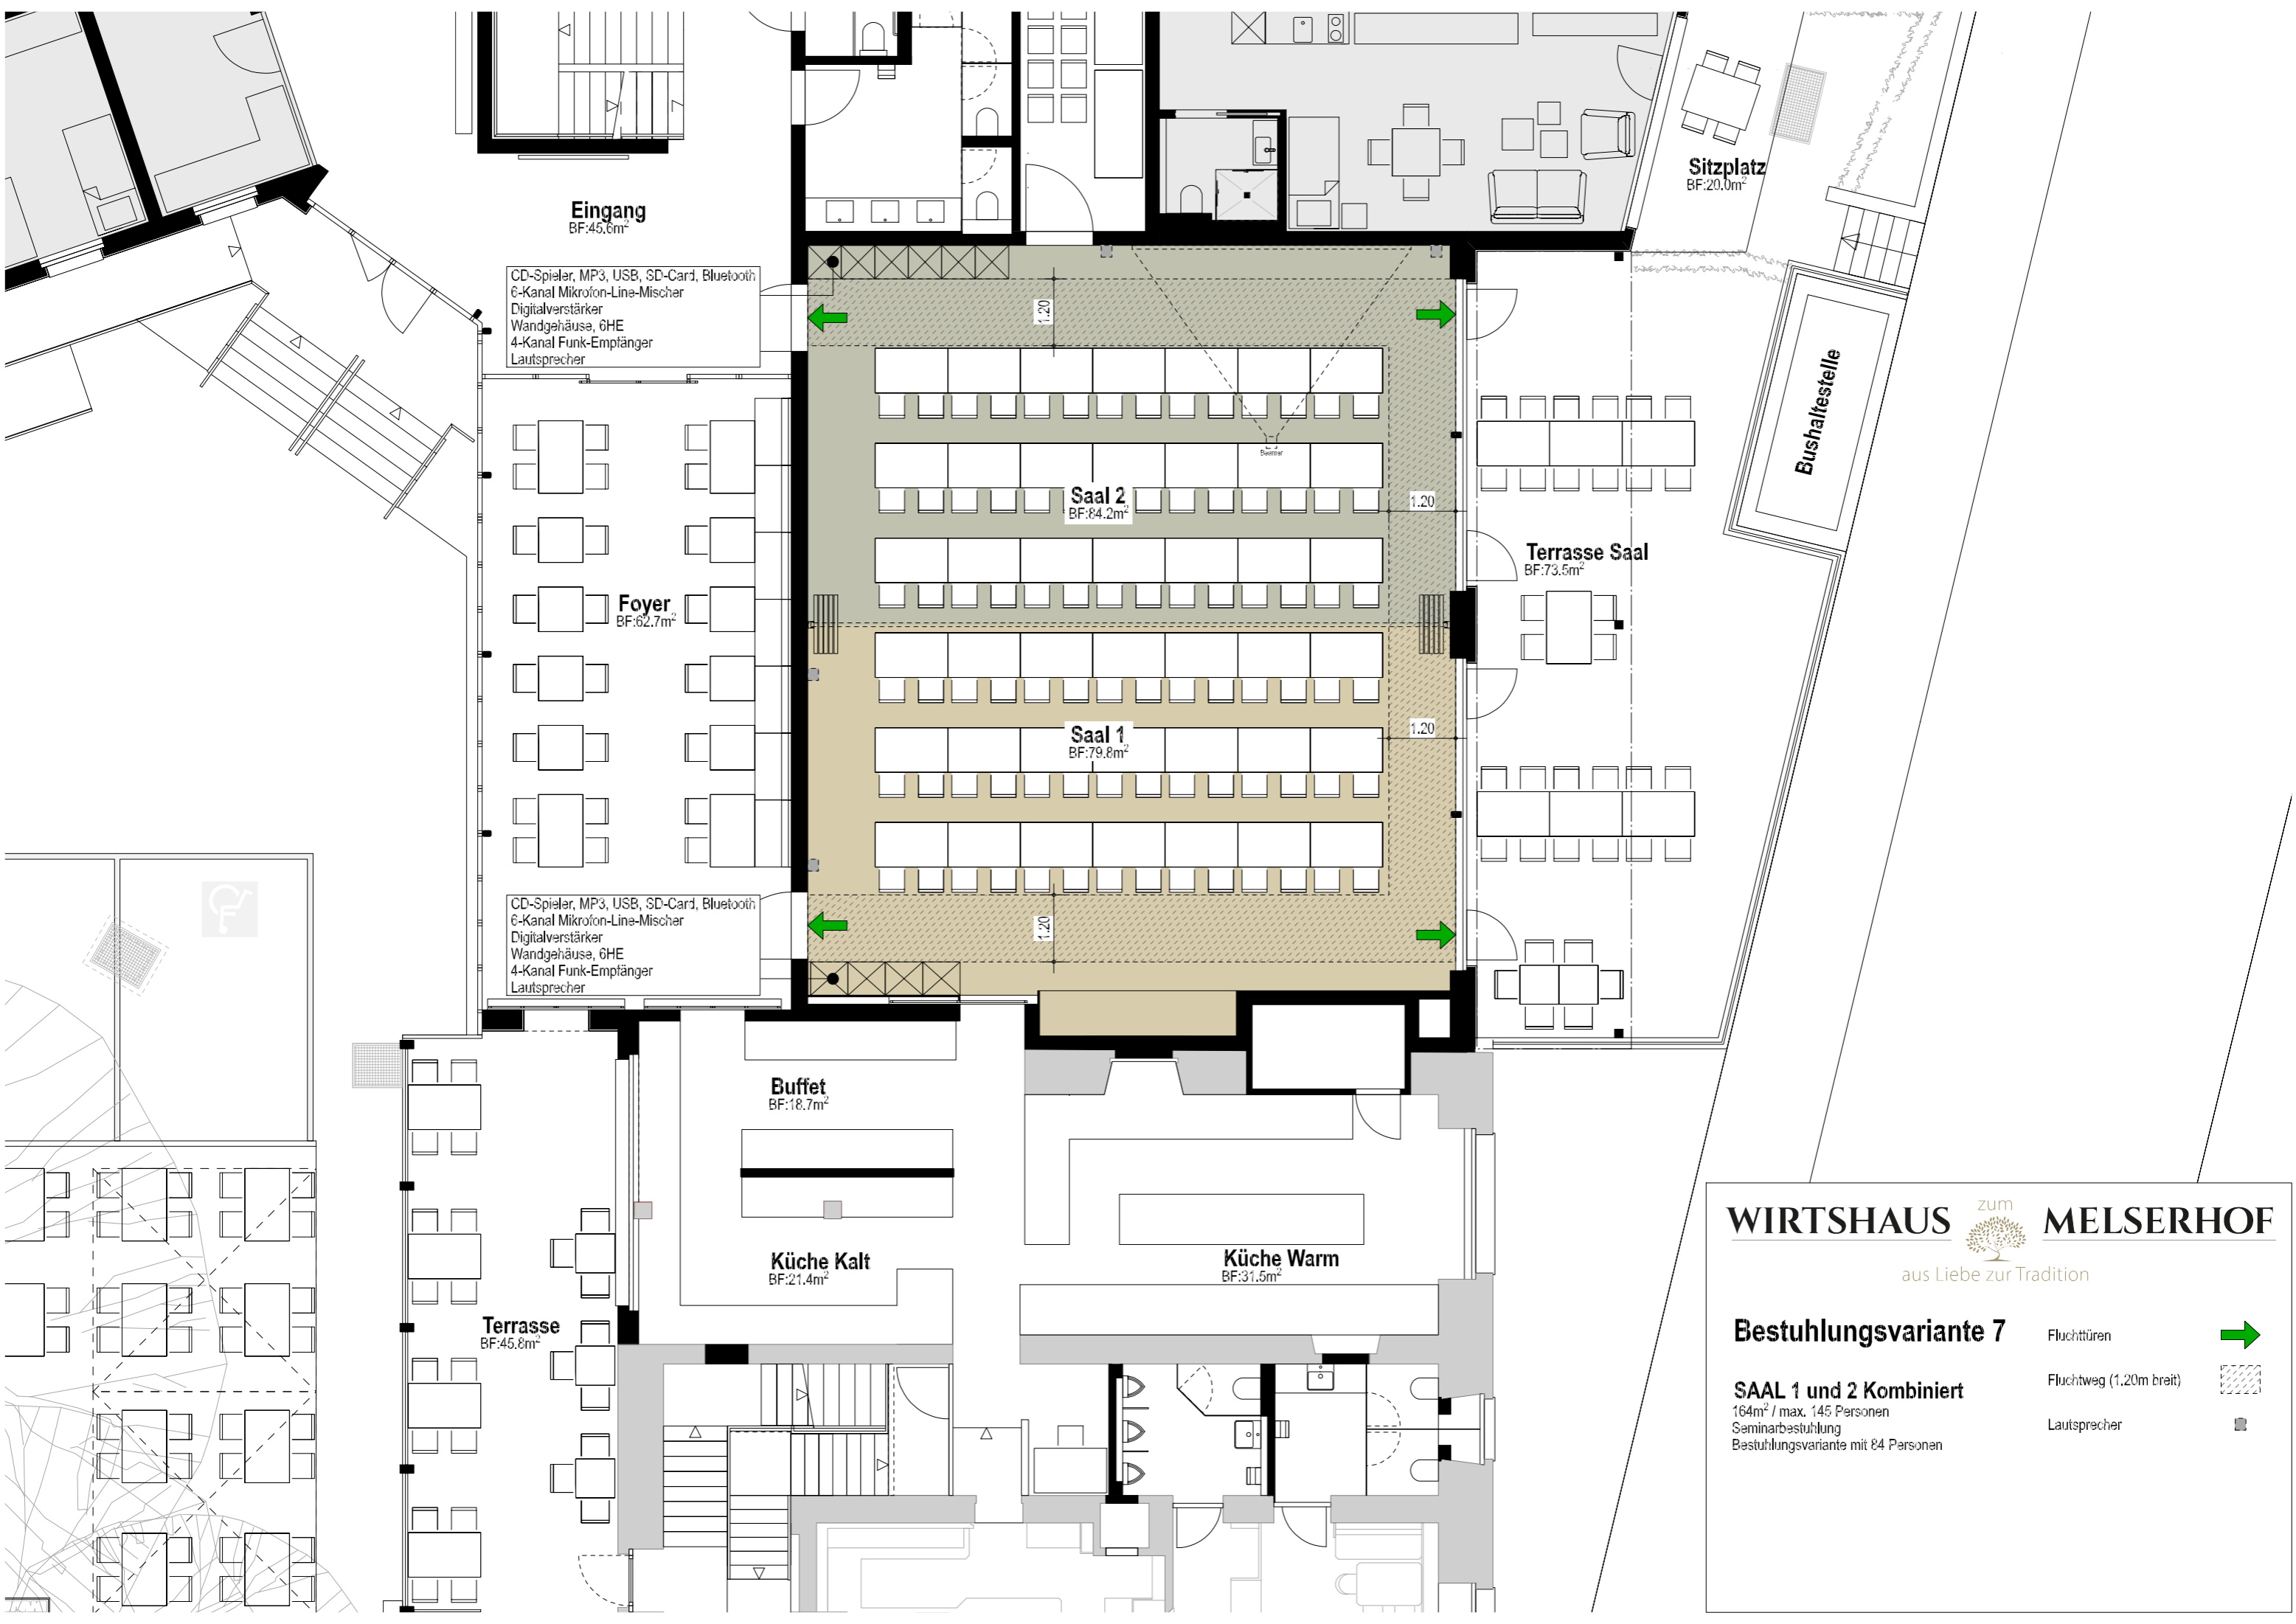 Sitzplatz
BF:20.0m²
Eingang
BF:45.6m²
CD-Spieler, MP3, USB, SD-Card, Bluetooth
6-Kanal Mikrofon-Line-Mischer
Digitalverstärker
Wandgehäuse, 6HE
4-Kanal Funk-Empfänger
Lautsprecher
1.20
Bushaltestelle
Beamer
Saal 2
BF:84.2m²
1.20
Terrasse Saal
BF:73.5m²
Foyer
BF:62.7m²
Saal 1
BF:79.8m²
1.20
CD-Spieler, MP3, USB, SD-Card, Bluetooth
6-Kanal Mikrofon-Line-Mischer
Digitalverstärker
Wandgehäuse, 6HE
4-Kanal Funk-Empfänger
Lautsprecher
1.20
Buffet
BF:18.7m²
Küche Kalt
BF:21.4m²
Küche Warm
BF:31.5m²
Terrasse
BF:45.8m²
WIRTSHAUS zum MELSERHOF
aus Liebe zur Tradition
Bestuhlungsvariante 7
Fluchttüren
Fluchtweg (1.20m breit)
Lautsprecher
SAAL 1 und 2 Kombiniert
164m² / max. 145 Personen
Seminarbestuhlung
Bestuhlungsvariante mit 84 Personen